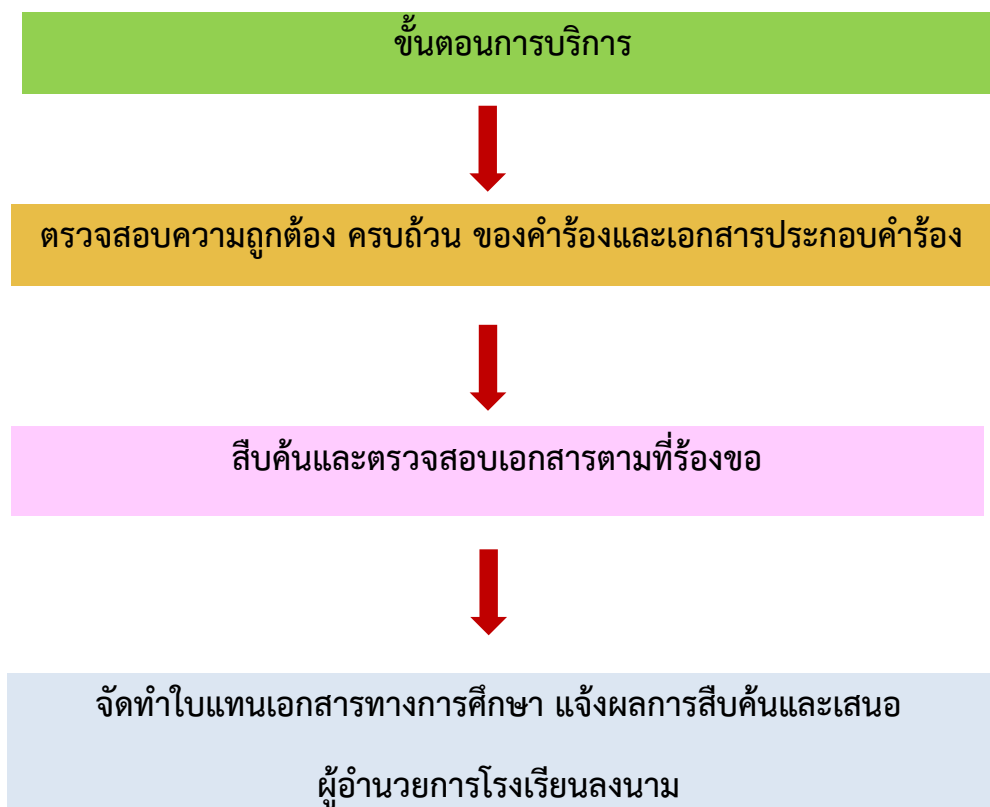 ขั้นตอนการบริการ
ตรวจสอบความถูกต้อง ครบถ้วน ของคำร้องและเอกสารประกอบคำร้อง
สืบค้นและตรวจสอบเอกสารตามที่ร้องขอ
จัดทำใบแทนเอกสารทางการศึกษา แจ้งผลการสืบค้นและเสนอ
ผู้อำนวยการโรงเรียนลงนาม